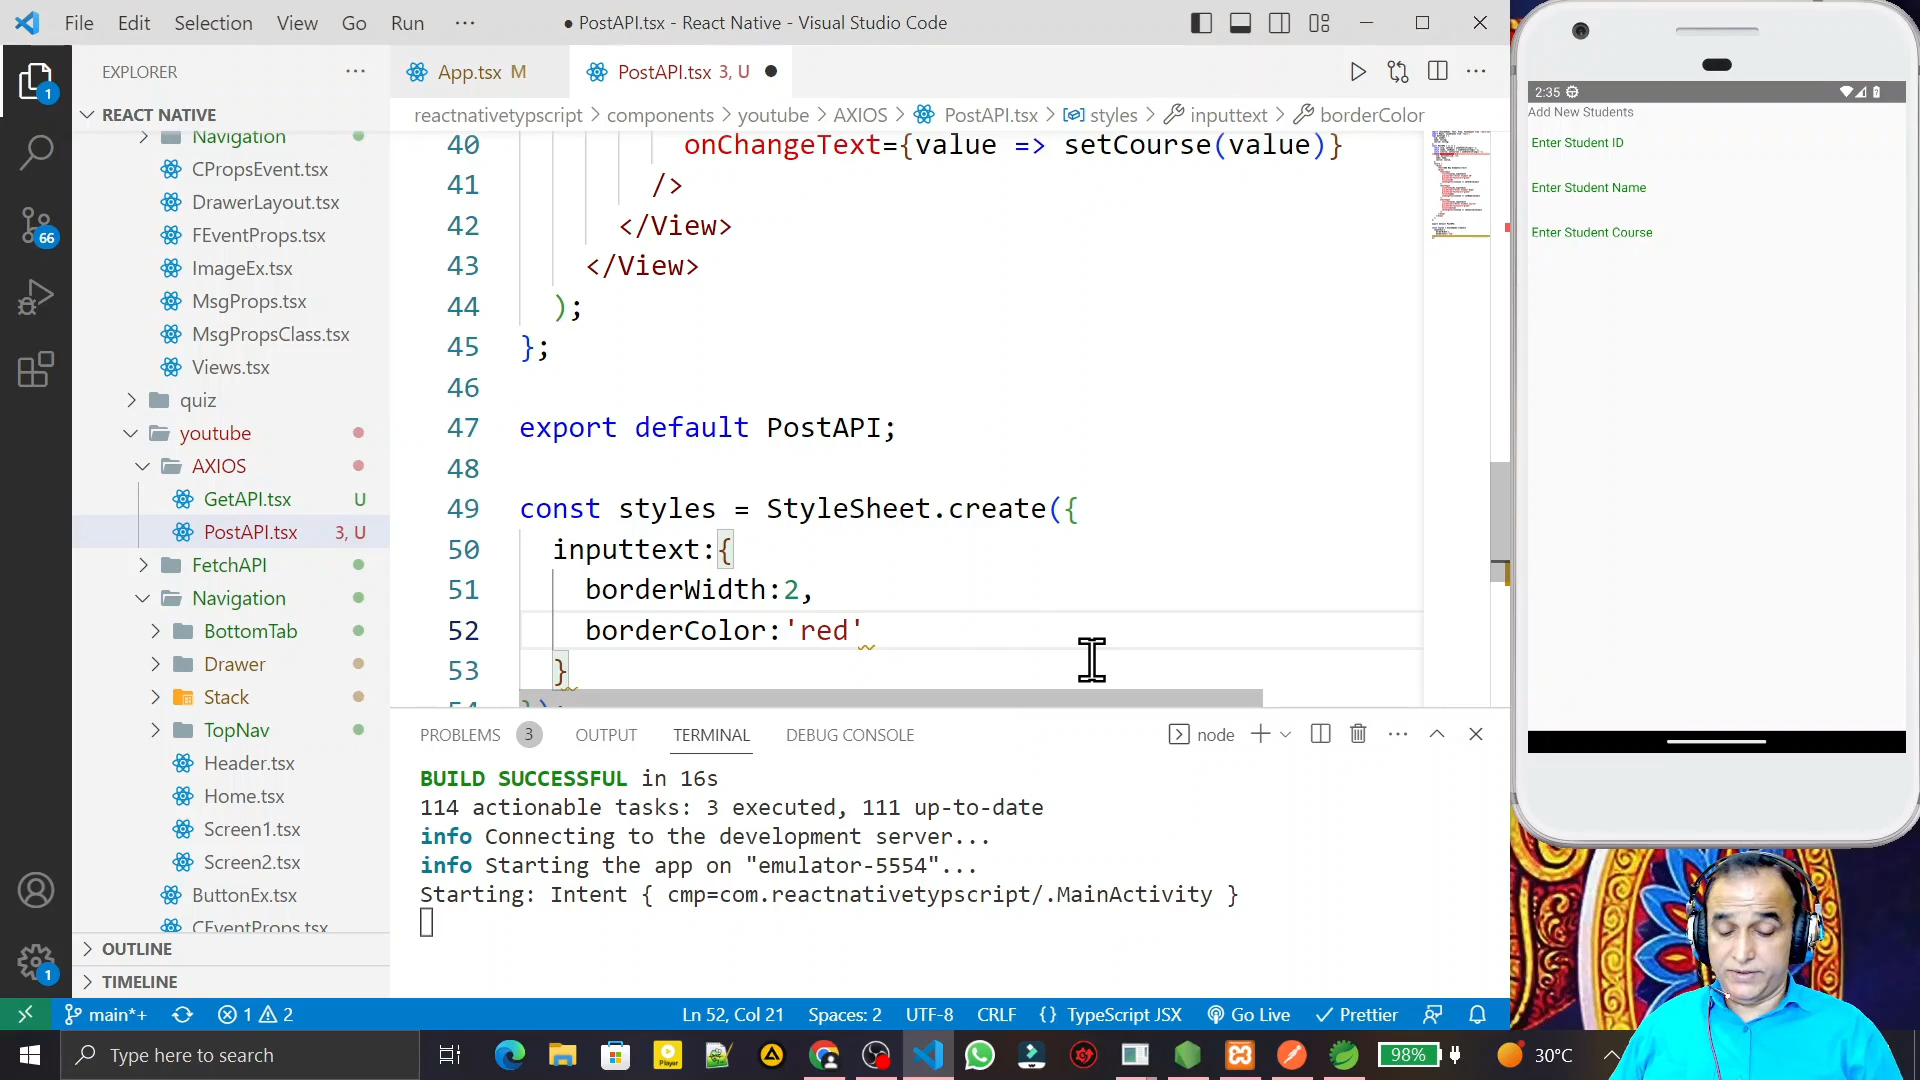 File Edit Selection View Go Run ··· ● PostAPI.tsx - React Native - Visual Studio Code
EXPLORER ···
REACT NATIVE
Navigation
CPropsEvent.tsx
DrawerLayout.tsx
FEventProps.tsx
ImageEx.tsx
MsgProps.tsx
MsgPropsClass.tsx
Views.tsx
quiz
youtube
AXIOS
GetAPI.tsx U
PostAPI.tsx 3, U
FetchAPI
Navigation
BottomTab
Drawer
Stack
TopNav
Header.tsx
Home.tsx
Screen1.tsx
Screen2.tsx
ButtonEx.tsx
CEventProps.tsx
OUTLINE
TIMELINE
1
66
1
App.tsx M PostAPI.tsx 3, U ●
reactnativetypscript > components > youtube > AXIOS > PostAPI.tsx > styles > inputtext > borderColor
40 onChangeText={value => setCourse(value)}
41 />
42 </View>
43 </View>
44 );
45 };
46
47 export default PostAPI;
48
49 const styles = StyleSheet.create({
50 inputtext:{
51 borderWidth:2,
52 borderColor:'red'
53 }
54 });
PROBLEMS 3 OUTPUT TERMINAL DEBUG CONSOLE node
BUILD SUCCESSFUL in 16s
114 actionable tasks: 3 executed, 111 up-to-date
info Connecting to the development server...
info Starting the app on "emulator-5554"...
Starting: Intent { cmp=com.reactnativetypscript/.MainActivity }
main*+ 1 2 Ln 52, Col 21 Spaces: 2 UTF-8 CRLF {} TypeScript JSX Go Live Prettier
Type here to search
Player
98%
30°C
2:35
Add New Students
Enter Student ID
Enter Student Name
Enter Student Course